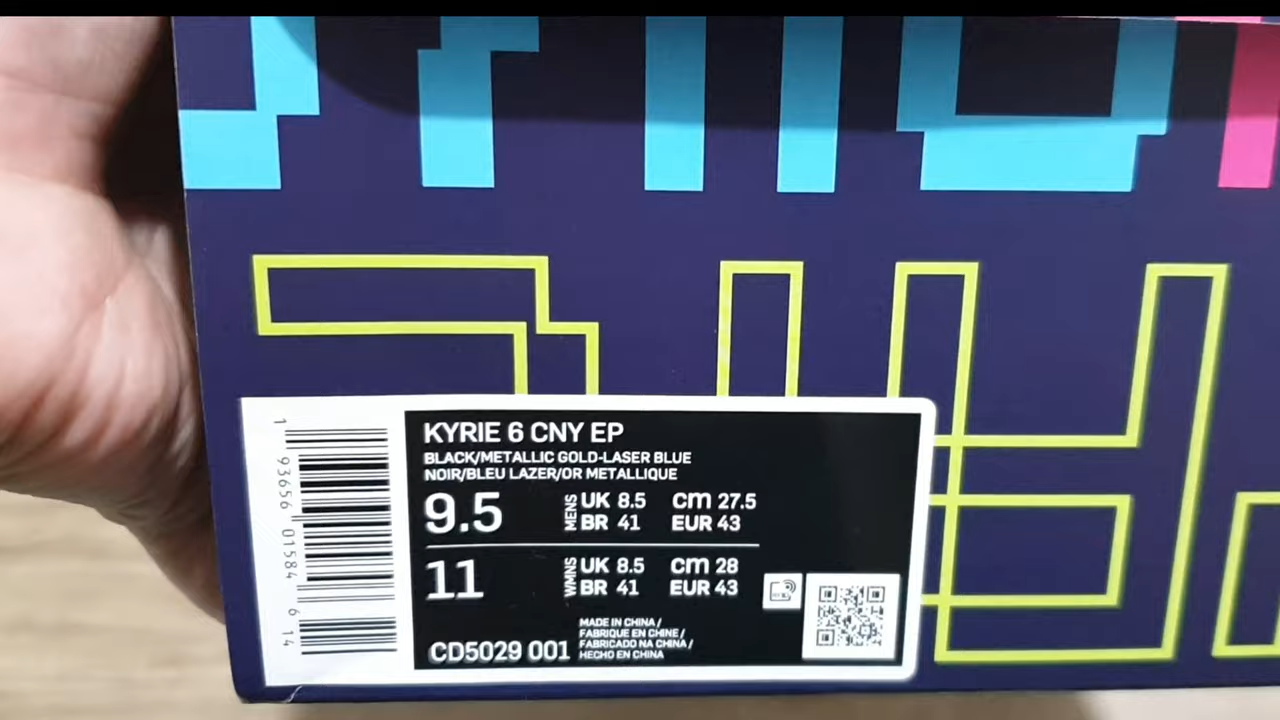 KYRIE 6 CNY EP
BLACK/METALLIC GOLD-LASER BLUE
NOIR/BLEU LAZER/OR METALLIQUE
9.5 MENS UK 8.5 cm 27.5
BR 41 EUR 43
11 WMNS UK 8.5 cm 28
BR 41 EUR 43
CD5029 001
MADE IN CHINA /
FABRIQUE EN CHINE /
FABRICADO NA CHINA /
HECHO EN CHINA
1 93656 01584 6 14